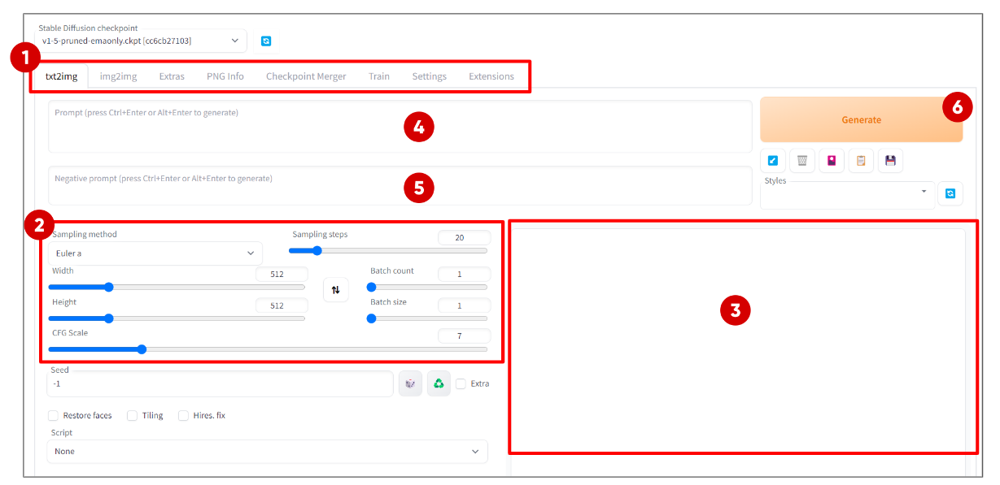 Stable Diffusion checkpoint
v1-5-pruned-emaonly.ckpt [cc6cb27103]
1
txt2img img2img Extras PNG Info Checkpoint Merger Train Settings Extensions
Prompt (press Ctrl+Enter or Alt+Enter to generate)
4
Generate
6
Negative prompt (press Ctrl+Enter or Alt+Enter to generate)
5
Styles
2
Sampling method
Euler a
Sampling steps
20
Width
512
Batch count
1
Height
512
Batch size
1
CFG Scale
7
3
Seed
-1
Extra
Restore faces Tiling Hires. fix
Script
None